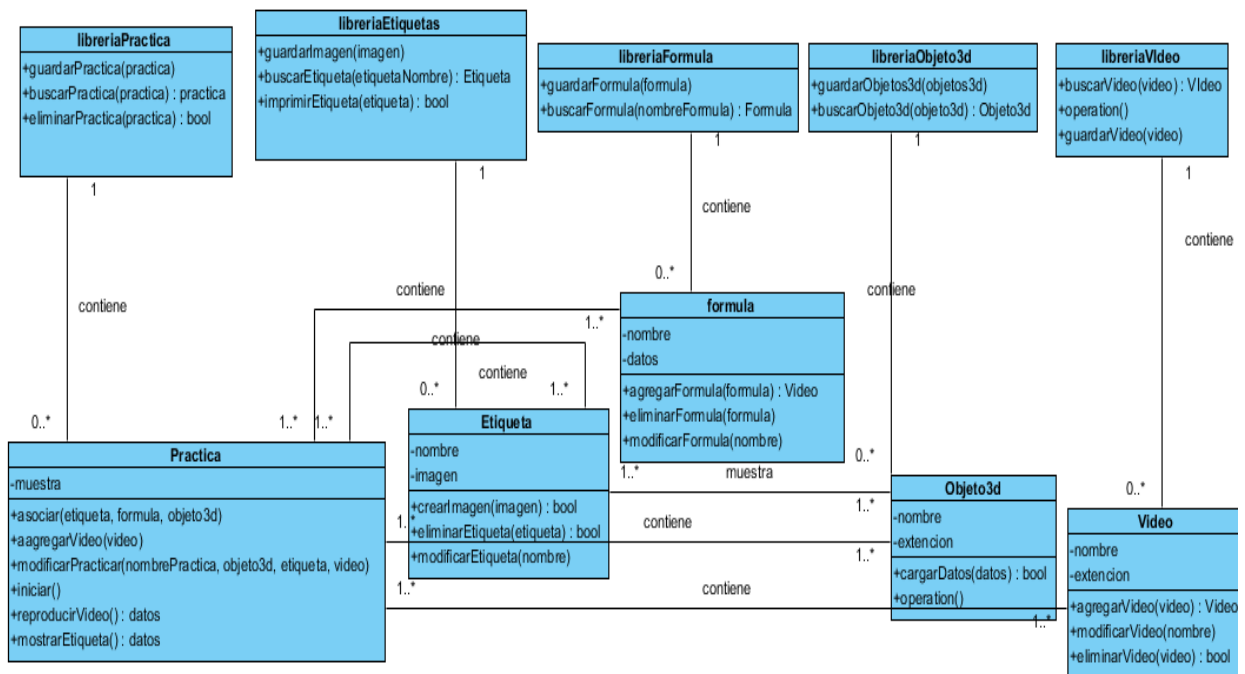 libreriaPractica
+guardarPractica(practica)
+buscarPractica(practica) : practica
+eliminarPractica(practica) : bool
libreriaEtiquetas
+guardarImagen(imagen)
+buscarEtiqueta(etiquetaNombre) : Etiqueta
+imprimirEtiqueta(etiqueta) : bool
libreriaFormula
+guardarFormula(formula)
+buscarFormula(nombreFormula) : Formula
libreriaObjeto3d
+guardarObjetos3d(objetos3d)
+buscarObjeto3d(objeto3d) : Objeto3d
libreriaVIdeo
+buscarVideo(video) : VIdeo
+operation()
+guardarVideo(video)
1
1
1
1
1
contiene
contiene
contiene
contiene
contiene
contiene
contiene
0..*
0..*
0..*
0..*
0..*
1..*
1..*
1..*
1..*
formula
-nombre
-datos
+agregarFormula(formula) : Video
+eliminarFormula(formula)
+modificarFormula(nombre)
Etiqueta
-nombre
-imagen
+crearImagen(imagen) : bool
+eliminarEtiqueta(etiqueta) : bool
+modificarEtiqueta(nombre)
Practica
-muestra
+asociar(etiqueta, formula, objeto3d)
+aagregarVideo(video)
+modificarPracticar(nombrePractica, objeto3d, etiqueta, video)
+iniciar()
+reproducirVideo() : datos
+mostrarEtiqueta() : datos
1..*
muestra
1..*
1..*
contiene
1..*
1..*
contiene
1..*
Objeto3d
-nombre
-extencion
+cargarDatos(datos) : bool
+operation()
Video
-nombre
-extencion
+agregarVideo(video) : Video
+modificarVideo(nombre)
+eliminarVideo(video) : bool